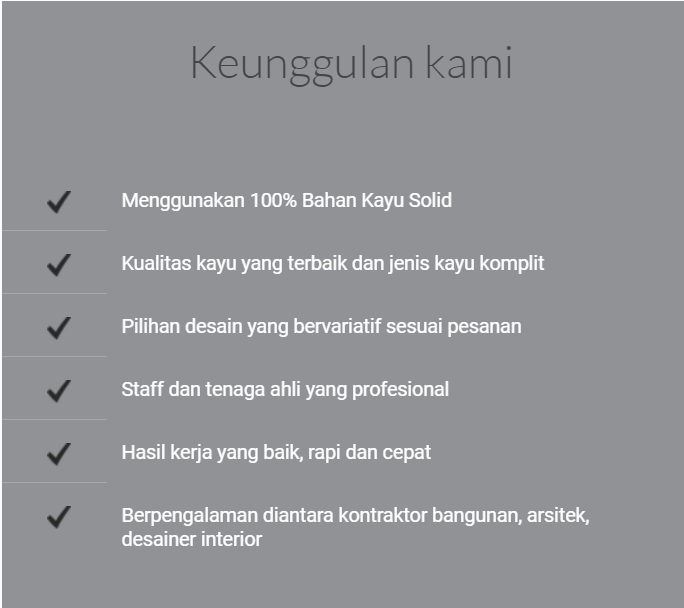 Keunggulan kami
Menggunakan 100% Bahan Kayu Solid
Kualitas kayu yang terbaik dan jenis kayu komplit
Pilihan desain yang bervariatif sesuai pesanan
Staff dan tenaga ahli yang profesional
Hasil kerja yang baik, rapi dan cepat
Berpengalaman diantara kontraktor bangunan, arsitek,
desainer interior